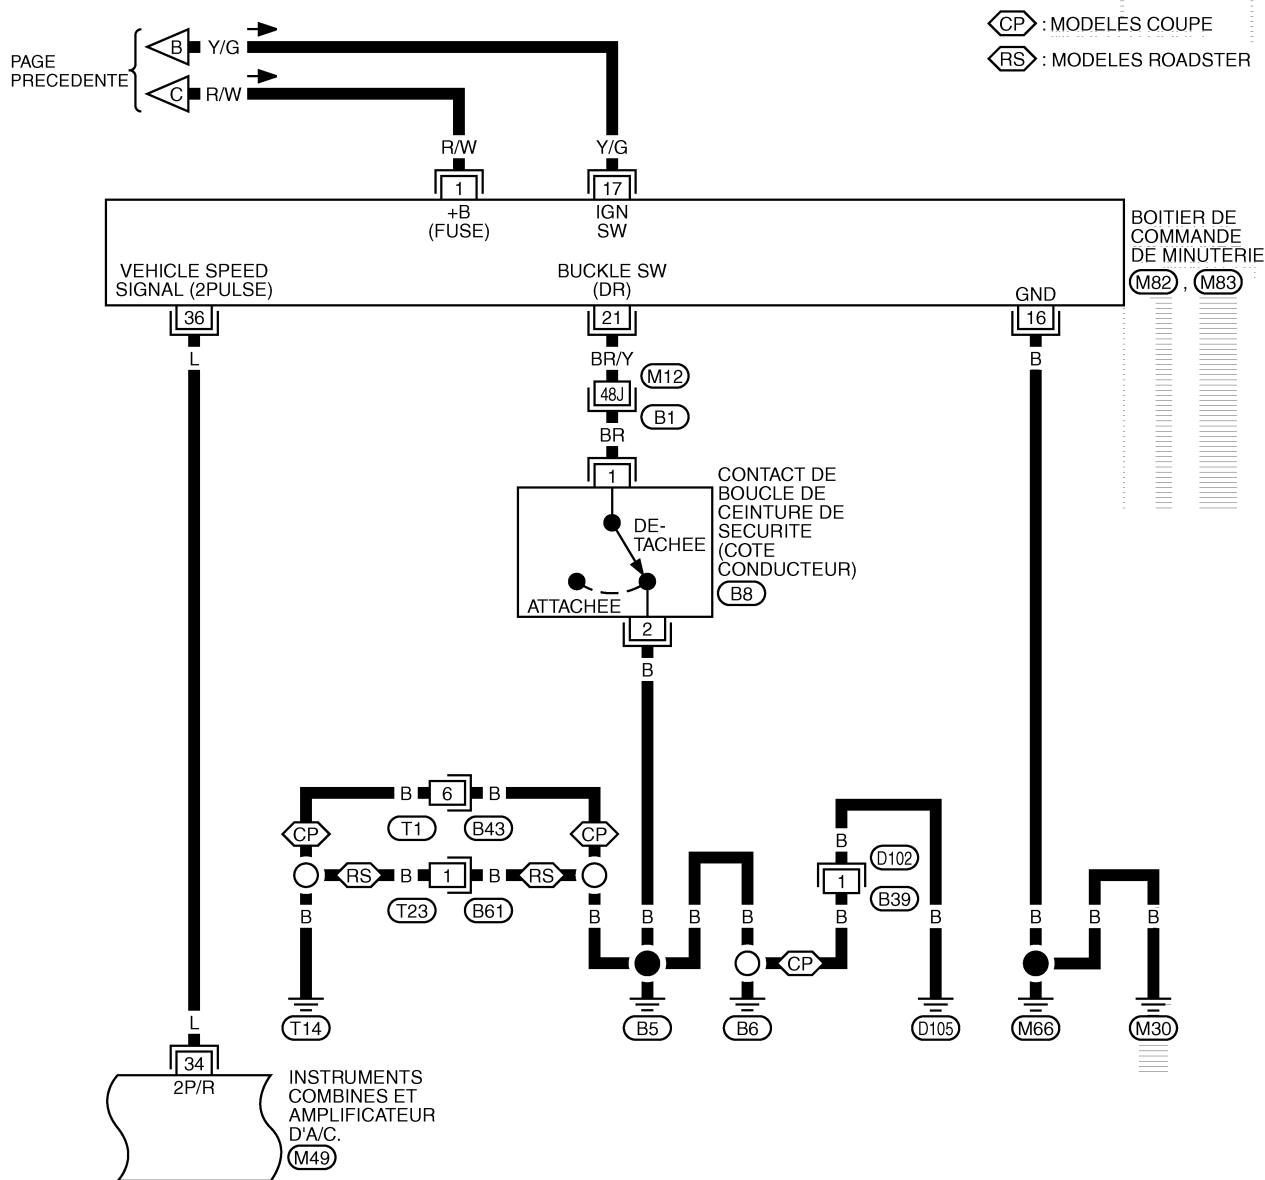 CP : MODELES COUPE
RS : MODELES ROADSTER
PAGE
PRECEDENTE
B Y/G
C R/W
R/W
Y/G
1
17
+B
(FUSE)
IGN
SW
BOITIER DE
COMMANDE
DE MINUTERIE
M82 , M83
VEHICLE SPEED
SIGNAL (2PULSE)
BUCKLE SW
(DR)
GND
36
21
16
L
BR/Y
B
M12
48J
B1
BR
1
CONTACT DE
BOUCLE DE
CEINTURE DE
SECURITE
(COTE
CONDUCTEUR)
B8
DE-
TACHEE
ATTACHEE
2
B
B 6 B
T1 B43
CP CP
RS B 1 B RS
T23 B61
B
D102
1
B39
B B B B B B B B B B
CP
T14 B5 B6 D105 M66 M30
L
34
2P/R
INSTRUMENTS
COMBINES ET
AMPLIFICATEUR
D'A/C.
M49